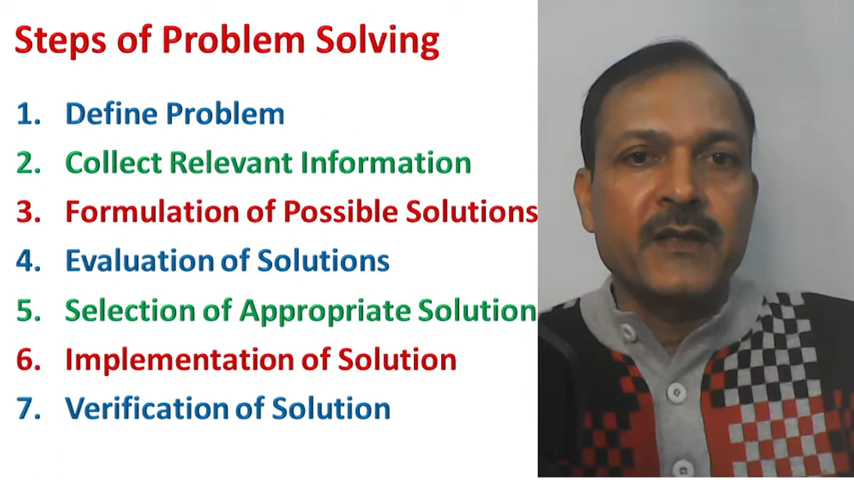 Steps of Problem Solving
1. Define Problem
2. Collect Relevant Information
3. Formulation of Possible Solutions
4. Evaluation of Solutions
5. Selection of Appropriate Solution
6. Implementation of Solution
7. Verification of Solution